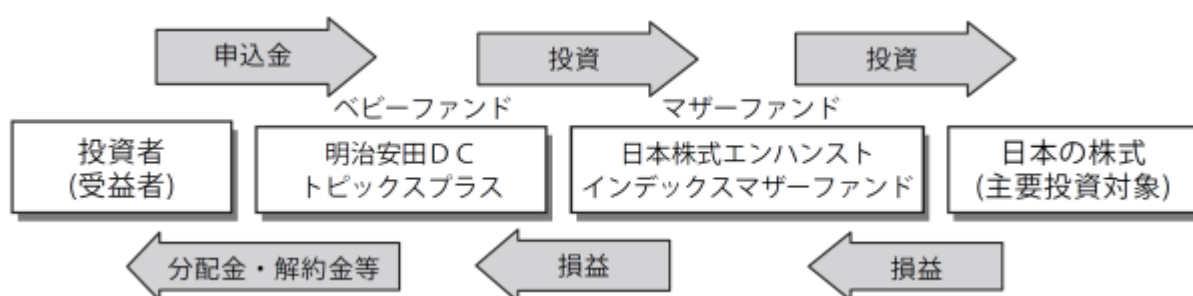 申込金
投資
投資
ベビーファンド
マザーファンド
投資者
(受益者)
明治安田ＤＣ
トピックスプラス
日本株式エンハンスト
インデックスマザーファンド
日本の株式
(主要投資対象)
分配金・解約金等
損益
損益